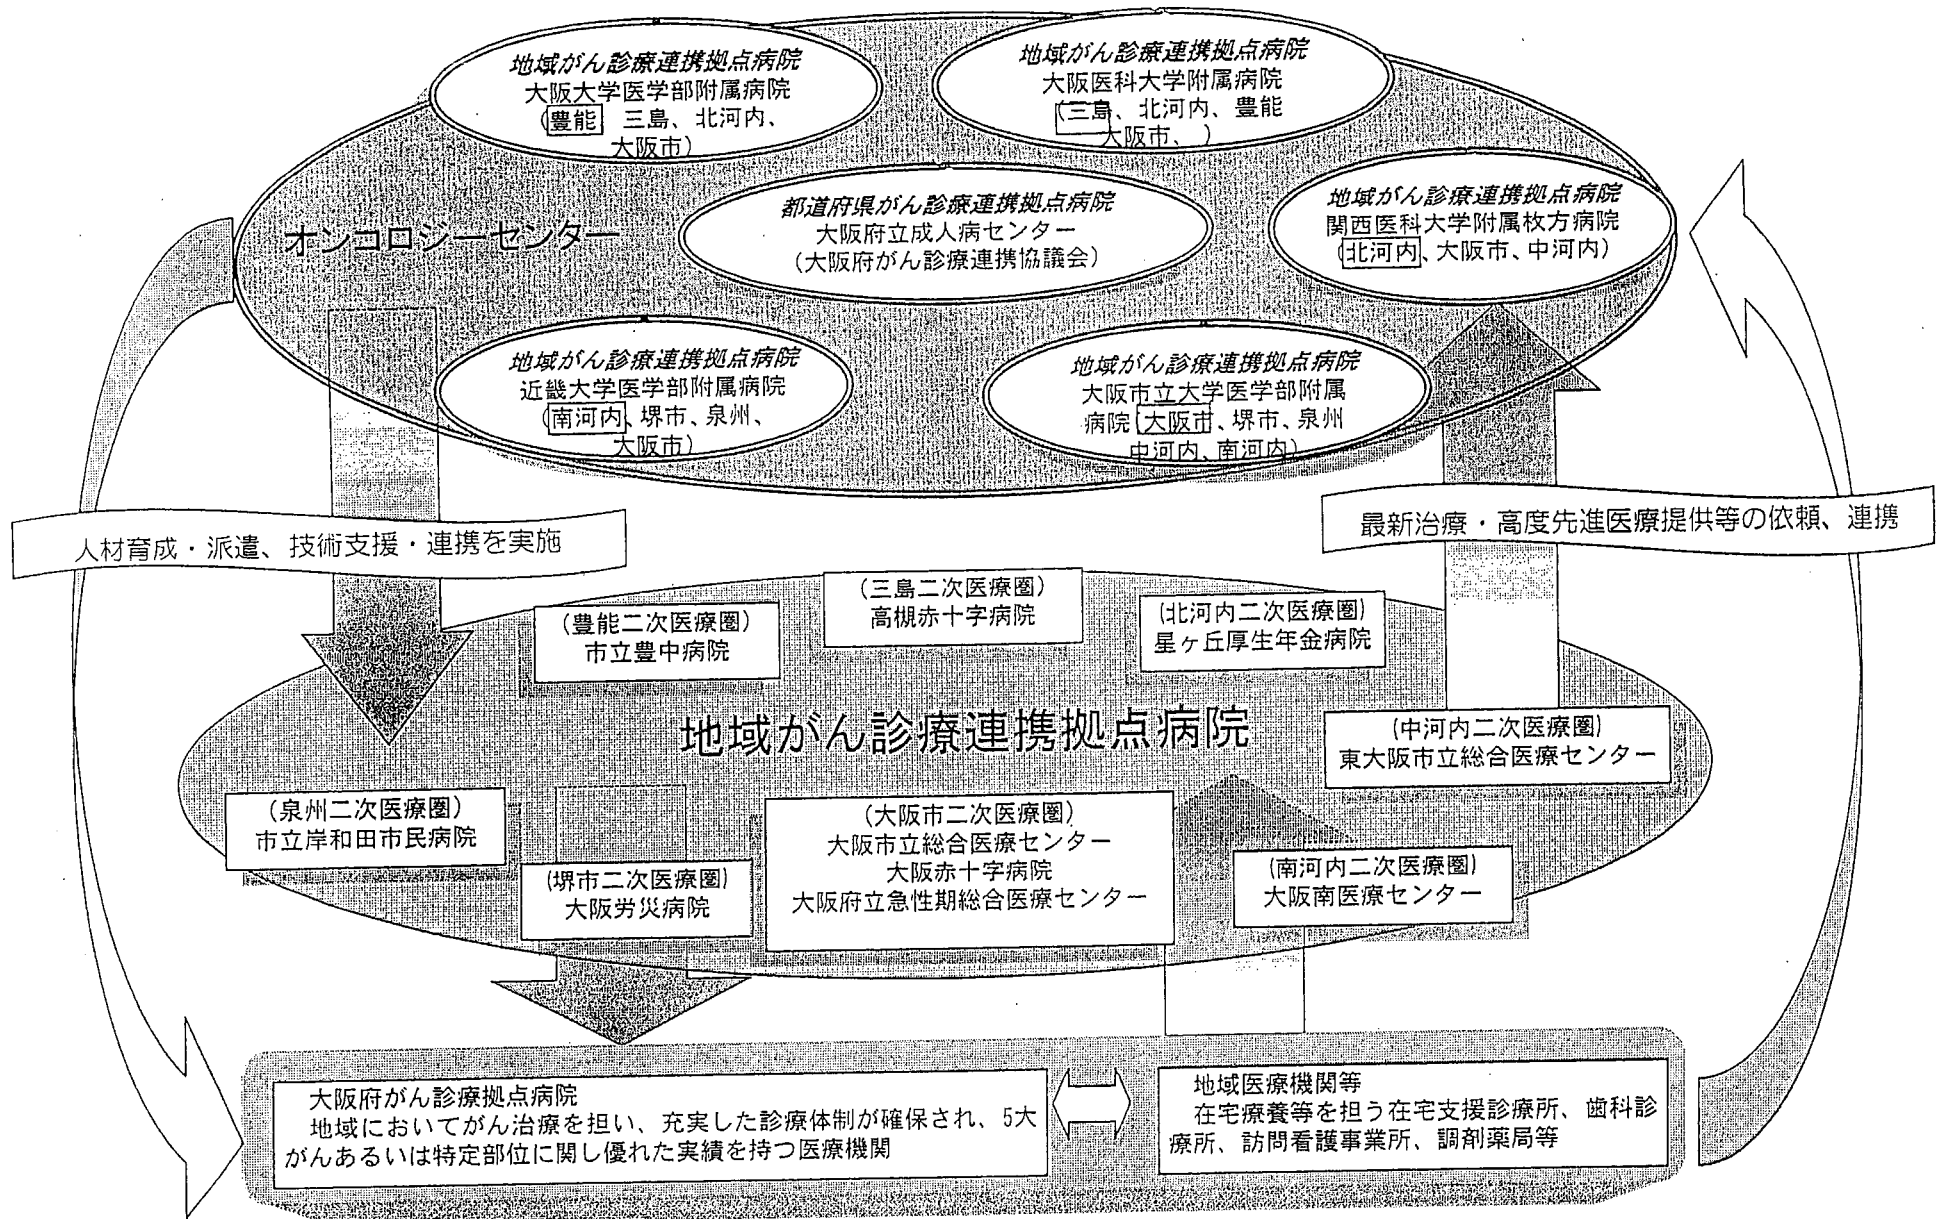 地域がん診療連携拠点病院
大阪大学医学部附属病院
(豊能 三島、北河内、
大阪市)
地域がん診療連携拠点病院
大阪医科大学附属病院
(三島、北河内、豊能
大阪市、 )
オンコロジーセンター
都道府県がん診療連携拠点病院
大阪府立成人病センター
(大阪府がん診療連携協議会)
地域がん診療連携拠点病院
関西医科大学附属枚方病院
(北河内、大阪市、中河内)
地域がん診療連携拠点病院
近畿大学医学部附属病院
(南河内、堺市、泉州、
大阪市)
地域がん診療連携拠点病院
大阪市立大学医学部附属
病院(大阪市、堺市、泉州
中河内、南河内)
人材育成・派遣、技術支援・連携を実施
最新治療・高度先進医療提供等の依頼、連携
(豊能二次医療圏)
市立豊中病院
(三島二次医療圏)
高槻赤十字病院
(北河内二次医療圏)
星ヶ丘厚生年金病院
地域がん診療連携拠点病院
(中河内二次医療圏)
東大阪市立総合医療センター
(泉州二次医療圏)
市立岸和田市民病院
(堺市二次医療圏)
大阪労災病院
(大阪市二次医療圏)
大阪市立総合医療センター
大阪赤十字病院
大阪府立急性期総合医療センター
(南河内二次医療圏)
大阪南医療センター
大阪府がん診療拠点病院
地域においてがん治療を担い、充実した診療体制が確保され、5大
がんあるいは特定部位に関し優れた実績を持つ医療機関
地域医療機関等
在宅療養等を担う在宅支援診療所、歯科診
療所、訪問看護事業所、調剤薬局等